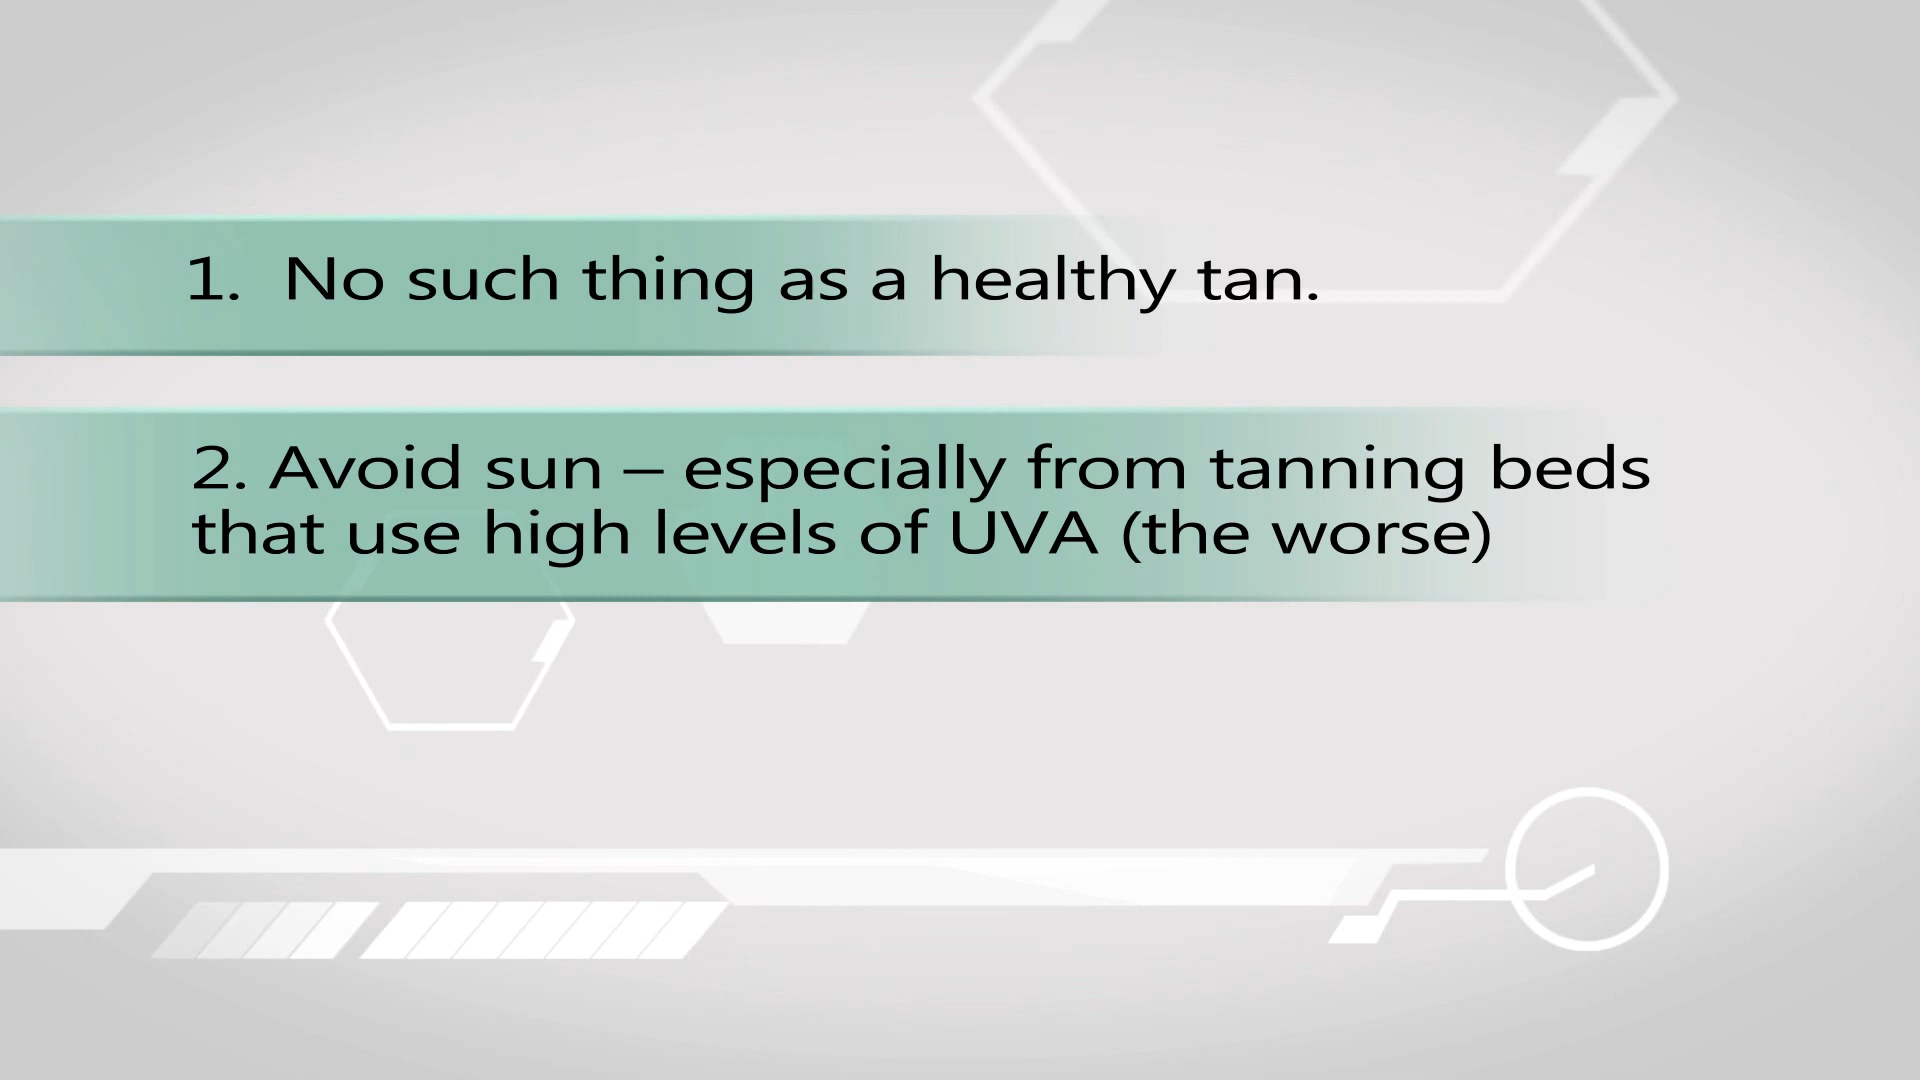 1. No such thing as a healthy tan.
2. Avoid sun – especially from tanning beds
that use high levels of UVA (the worse)